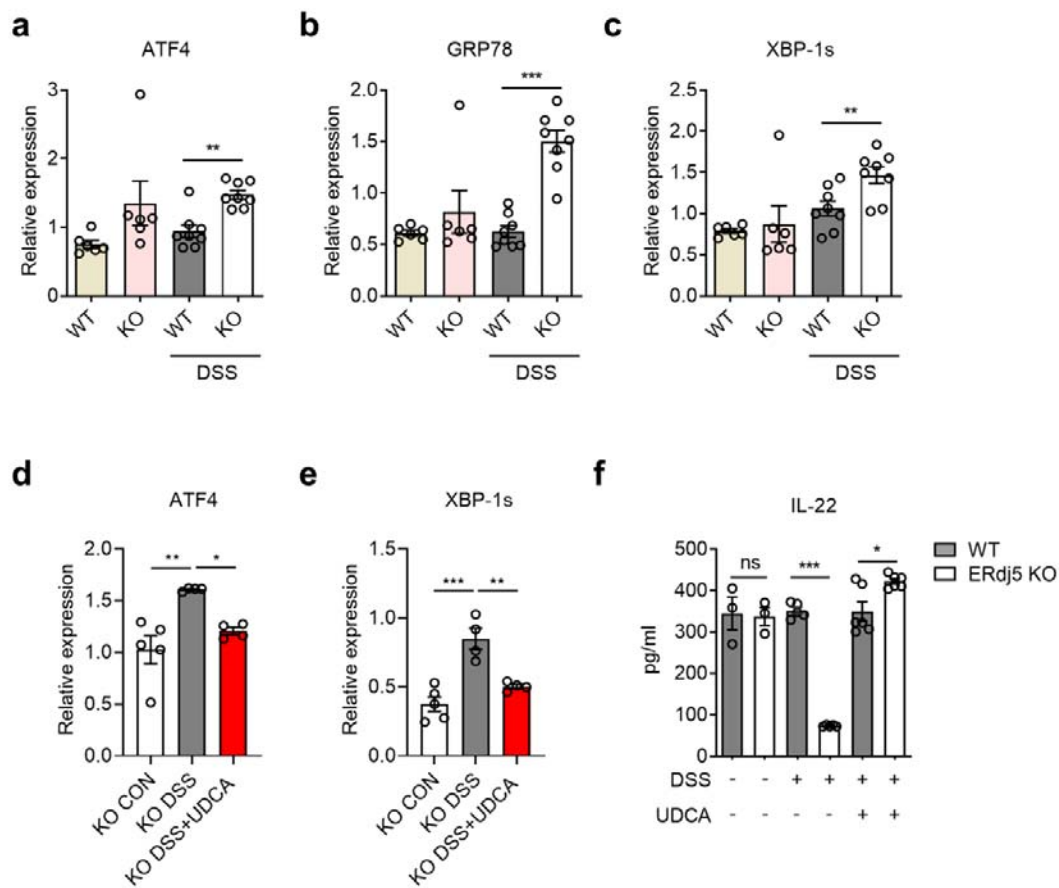 a
ATF4
Relative expression
3
2
1
0
**
WT
KO
WT
KO
DSS
b
GRP78
Relative expression
2.0
1.5
1.0
0.5
0.0
***
WT
KO
WT
KO
DSS
c
XBP-1s
Relative expression
2.5
2.0
1.5
1.0
0.5
0.0
**
WT
KO
WT
KO
DSS
d
ATF4
Relative expression
2.0
1.5
1.0
0.5
0.0
** *
KO CON
KO DSS
KO DSS+UDCA
e
XBP-1s
Relative expression
1.5
1.0
0.5
0.0
*** **
KO CON
KO DSS
KO DSS+UDCA
f
IL-22
pg/ml
500
400
300
200
100
0
ns *** *
WT
ERdj5 KO
DSS - - + + + +
UDCA - - - - + +